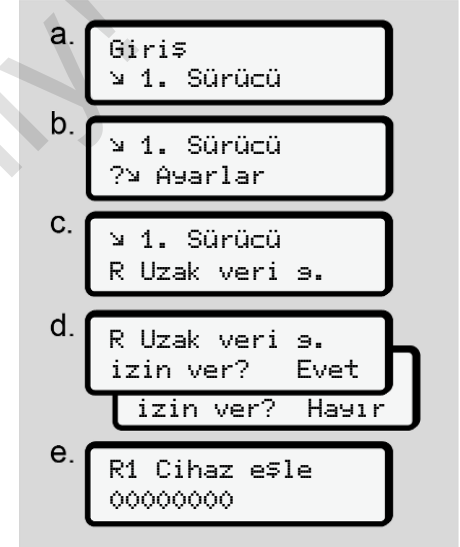 a.
Giriş
↘ 1. Sürücü
b.
↘ 1. Sürücü
?↘ Ayarlar
c.
↘ 1. Sürücü
R Uzak veri g.
d.
R Uzak veri g.
izin ver? Evet
izin ver? Hayır
e.
R1 Cihaz eşle
◊◊◊◊◊◊◊◊